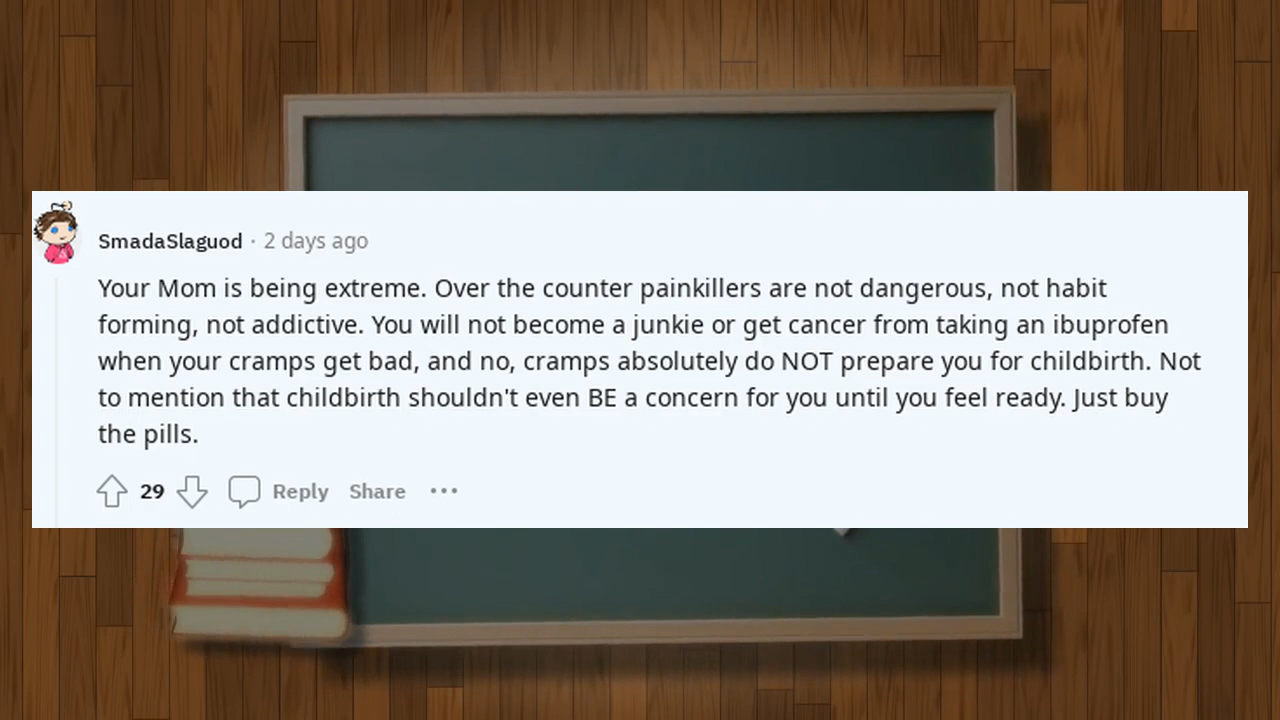 SmadaSlaguod · 2 days ago
Your Mom is being extreme. Over the counter painkillers are not dangerous, not habit
forming, not addictive. You will not become a junkie or get cancer from taking an ibuprofen
when your cramps get bad, and no, cramps absolutely do NOT prepare you for childbirth. Not
to mention that childbirth shouldn't even BE a concern for you until you feel ready. Just buy
the pills.
29 Reply Share